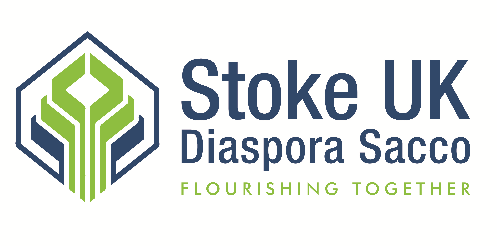 Stoke UK
Diaspora Sacco
FLOURISHING TOGETHER